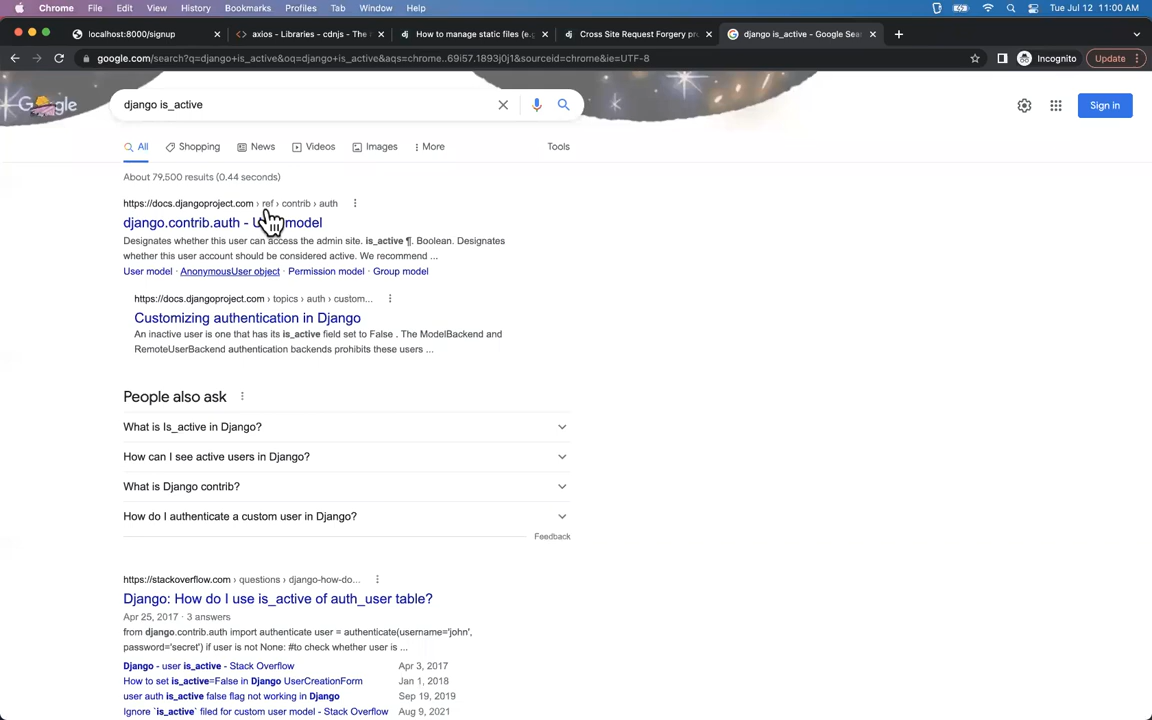 Chrome File Edit View History Bookmarks Profiles Tab Window Help Tue Jul 12 11:00 AM
localhost:8000/signup axios - Libraries - cdnjs - The How to manage static files (e.g Cross Site Request Forgery pr django is_active - Google Sea
google.com/search?q=django+is_active&oq=django+is_active&aqs=chrome..69i57.1893j0j1&sourceid=chrome&ie=UTF-8 Incognito Update
Google django is_active Sign in
All Shopping News Videos Images More Tools
About 79,500 results (0.44 seconds)
https://docs.djangoproject.com › ref › contrib › auth
django.contrib.auth - model
Designates whether this user can access the admin site. is_active ¶. Boolean. Designates
whether this user account should be considered active. We recommend ...
User model · AnonymousUser object · Permission model · Group model
https://docs.djangoproject.com › topics › auth › custom...
Customizing authentication in Django
An inactive user is one that has its is_active field set to False . The ModelBackend and
RemoteUserBackend authentication backends prohibits these users ...
People also ask
What is Is_active in Django?
How can I see active users in Django?
What is Django contrib?
How do I authenticate a custom user in Django?
Feedback
https://stackoverflow.com › questions › django-how-do...
Django: How do I use is_active of auth_user table?
Apr 25, 2017 · 3 answers
from django.contrib.auth import authenticate user = authenticate(username='john',
password='secret') if user is not None: #to check whether user is ...
Django - user is_active - Stack Overflow Apr 3, 2017
How to set is_active=False in Django UserCreationForm Jan 1, 2018
user auth is_active false flag not working in Django Sep 19, 2019
Ignore `is_active` filed for custom user model - Stack Overflow Aug 9, 2021